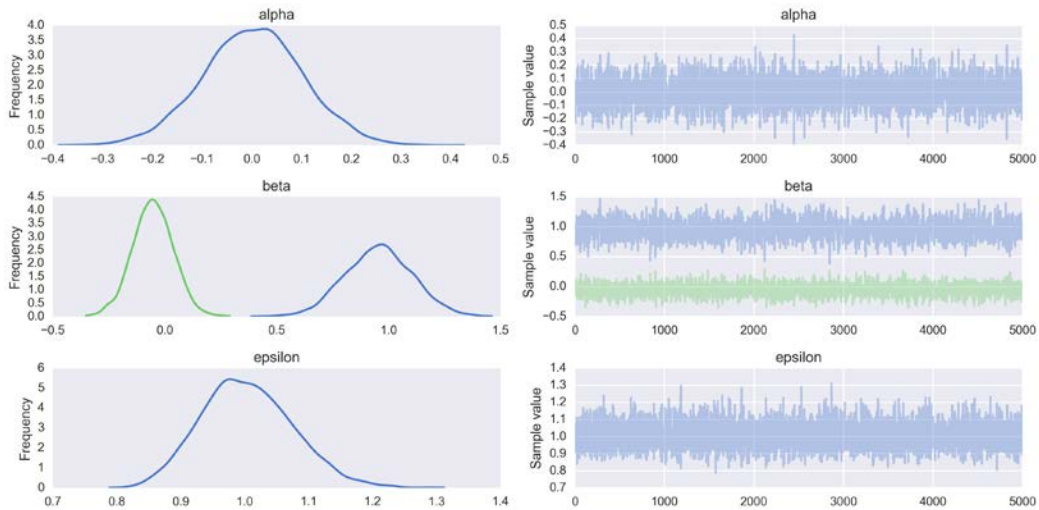 alpha
Frequency
4.0
3.5
3.0
2.5
2.0
1.5
1.0
0.5
0.0
−0.4 −0.3 −0.2 −0.1 0.0 0.1 0.2 0.3 0.4 0.5
alpha
Sample value
0.5
0.4
0.3
0.2
0.1
0.0
−0.1
−0.2
−0.3
−0.4
0 1000 2000 3000 4000 5000
beta
Frequency
4.5
4.0
3.5
3.0
2.5
2.0
1.5
1.0
0.5
0.0
−0.5 0.0 0.5 1.0 1.5
beta
Sample value
1.5
1.0
0.5
0.0
−0.5
0 1000 2000 3000 4000 5000
epsilon
Frequency
6
5
4
3
2
1
0
0.7 0.8 0.9 1.0 1.1 1.2 1.3 1.4
epsilon
Sample value
1.4
1.3
1.2
1.1
1.0
0.9
0.8
0.7
0 1000 2000 3000 4000 5000